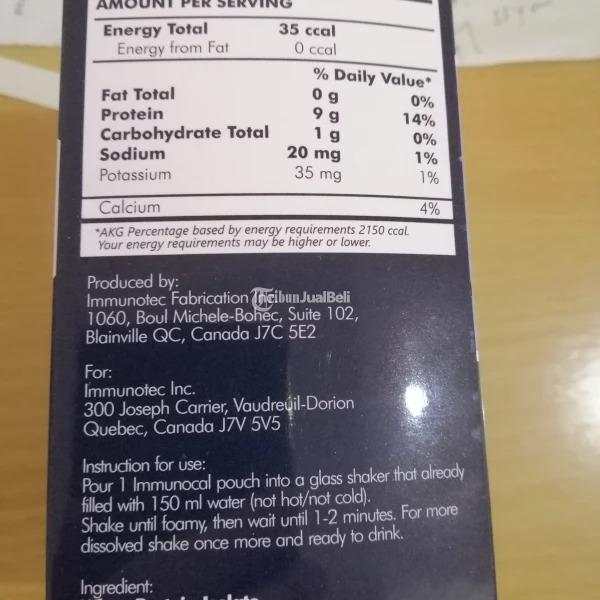 AMOUNT PER SERVING
Energy Total 35 ccal
Energy from Fat 0 ccal
% Daily Value*
Fat Total 0 g 0%
Protein 9 g 14%
Carbohydrate Total 1 g 0%
Sodium 20 mg 1%
Potassium 35 mg 1%
Calcium 4%
*AKG Percentage based by energy requirements 2150 ccal.
Your energy requirements may be higher or lower.
Produced by:
Immunotec Fabrication
TribunJualBeli
1060, Boul Michele-Bohec, Suite 102,
Blainville QC, Canada J7C 5E2
For:
Immunotec Inc.
300 Joseph Carrier, Vaudreuil-Dorion
Quebec, Canada J7V 5V5
Instruction for use:
Pour 1 Immunocal pouch into a glass shaker that already
filled with 150 ml water (not hot/not cold).
Shake until foamy, then wait until 1-2 minutes. For more
dissolved shake once more and ready to drink.
Ingredient: